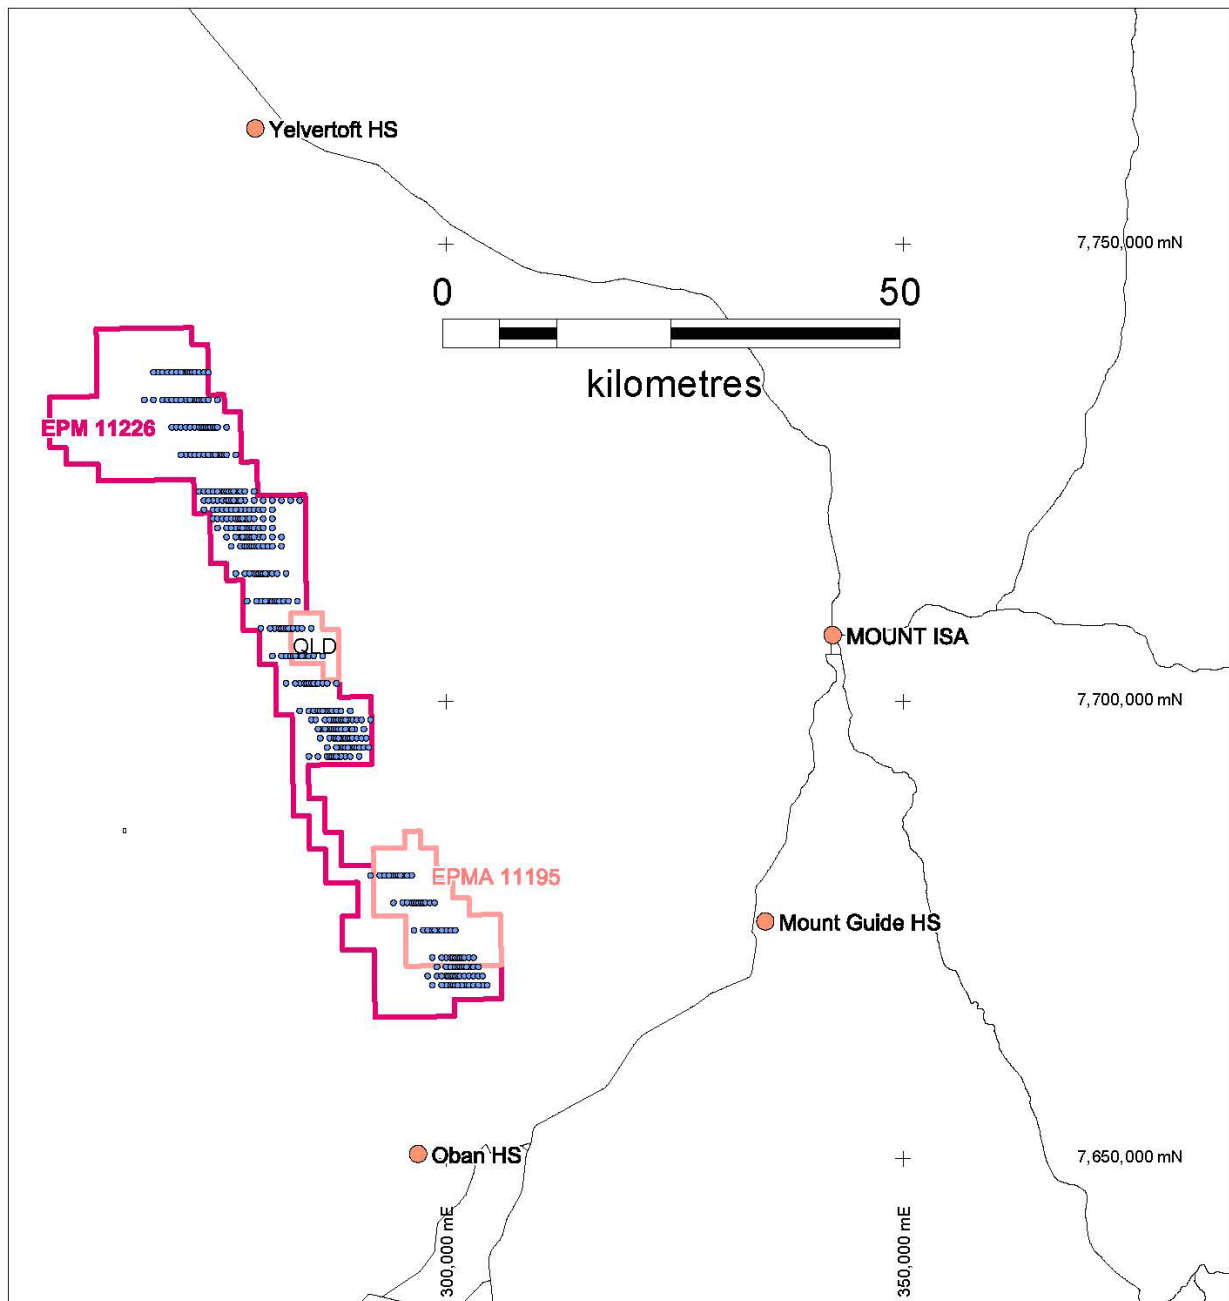 Yelvertoft HS
7,750,000 mN
0
50
kilometres
EPM 11226
MOUNT ISA
QLD
7,700,000 mN
EPMA 11195
Mount Guide HS
Oban HS
7,650,000 mN
300,000 mE
350,000 mE